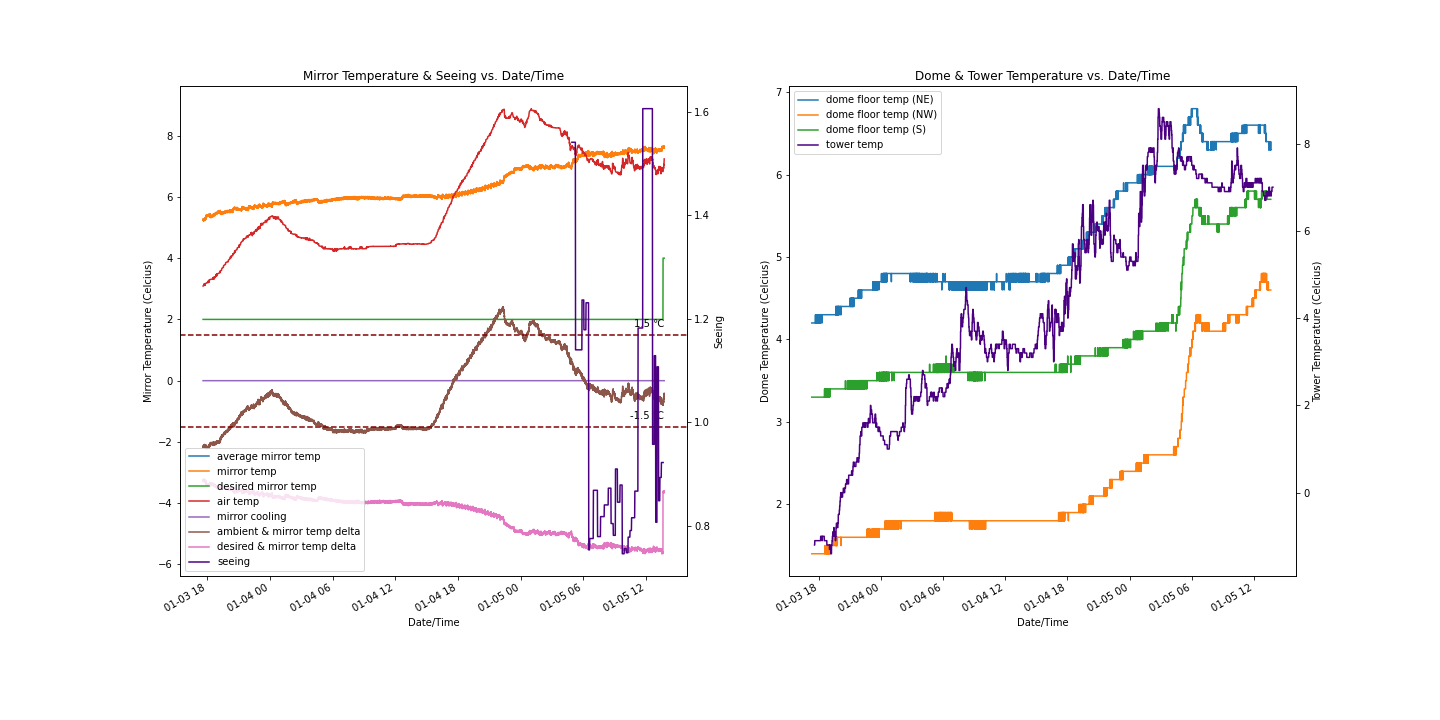 Mirror Temperature & Seeing vs. Date/Time
Mirror Temperature (Celcius)
8
6
4
2
0
−2
−4
−6
1.6
1.4
1.2
1.0
0.8
Seeing
1.5 °C
-1.5 °C
average mirror temp
mirror temp
desired mirror temp
air temp
mirror cooling
ambient & mirror temp delta
desired & mirror temp delta
seeing
01-03 18
01-04 00
01-04 06
01-04 12
01-04 18
01-05 00
01-05 06
01-05 12
Date/Time
Dome & Tower Temperature vs. Date/Time
Dome Temperature (Celcius)
7
6
5
4
3
2
8
6
4
2
0
Tower Temperature (Celcius)
dome floor temp (NE)
dome floor temp (NW)
dome floor temp (S)
tower temp
01-03 18
01-04 00
01-04 06
01-04 12
01-04 18
01-05 00
01-05 06
01-05 12
Date/Time